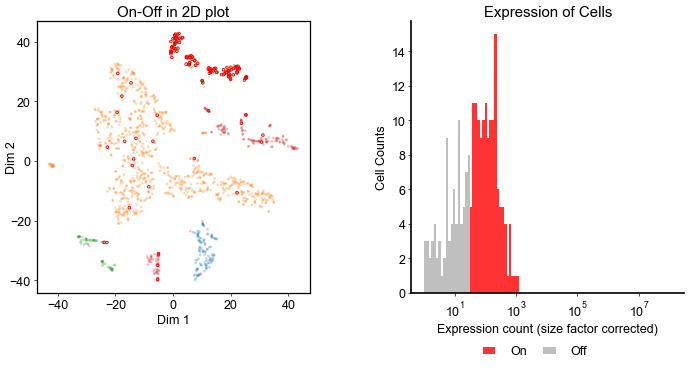 On-Off in 2D plot
40
20
0
−20
−40
Dim 2
−40 −20 0 20 40
Dim 1
Expression of Cells
14
12
10
8
6
4
2
0
Cell Counts
10^1 10^3 10^5 10^7
Expression count (size factor corrected)
On Off